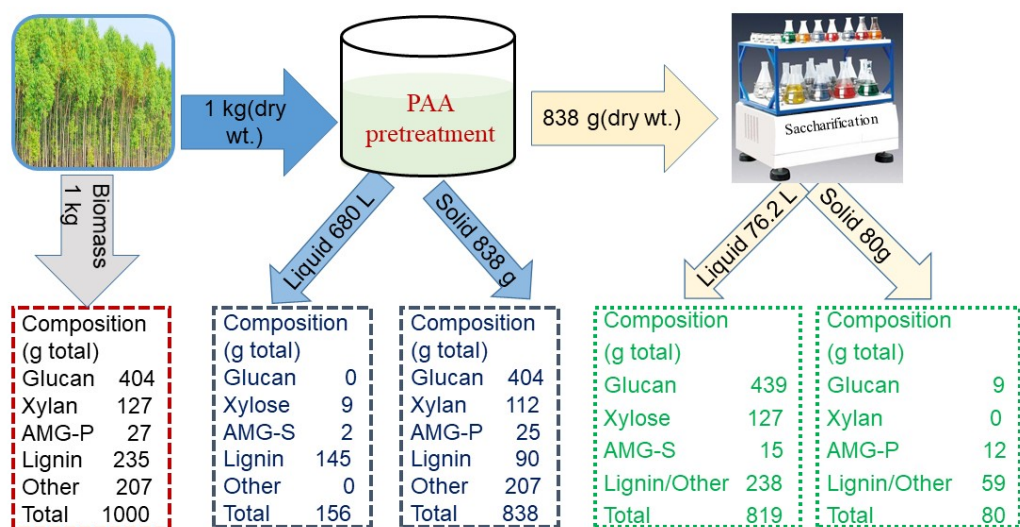 1 kg(dry
wt.)
PAA
pretreatment
838 g(dry wt.)
Saccharification
Biomass
1 kg
Liquid 680 L
Solid 838 g
Liquid 76.2 L
Solid 80g
Composition
(g total)
Glucan 404
Xylan 127
AMG-P 27
Lignin 235
Other 207
Total 1000
Composition
(g total)
Glucan 0
Xylose 9
AMG-S 2
Lignin 145
Other 0
Total 156
Composition
(g total)
Glucan 404
Xylan 112
AMG-P 25
Lignin 90
Other 207
Total 838
Composition
(g total)
Glucan 439
Xylose 127
AMG-S 15
Lignin/Other 238
Total 819
Composition
(g total)
Glucan 9
Xylan 0
AMG-P 12
Lignin/Other 59
Total 80